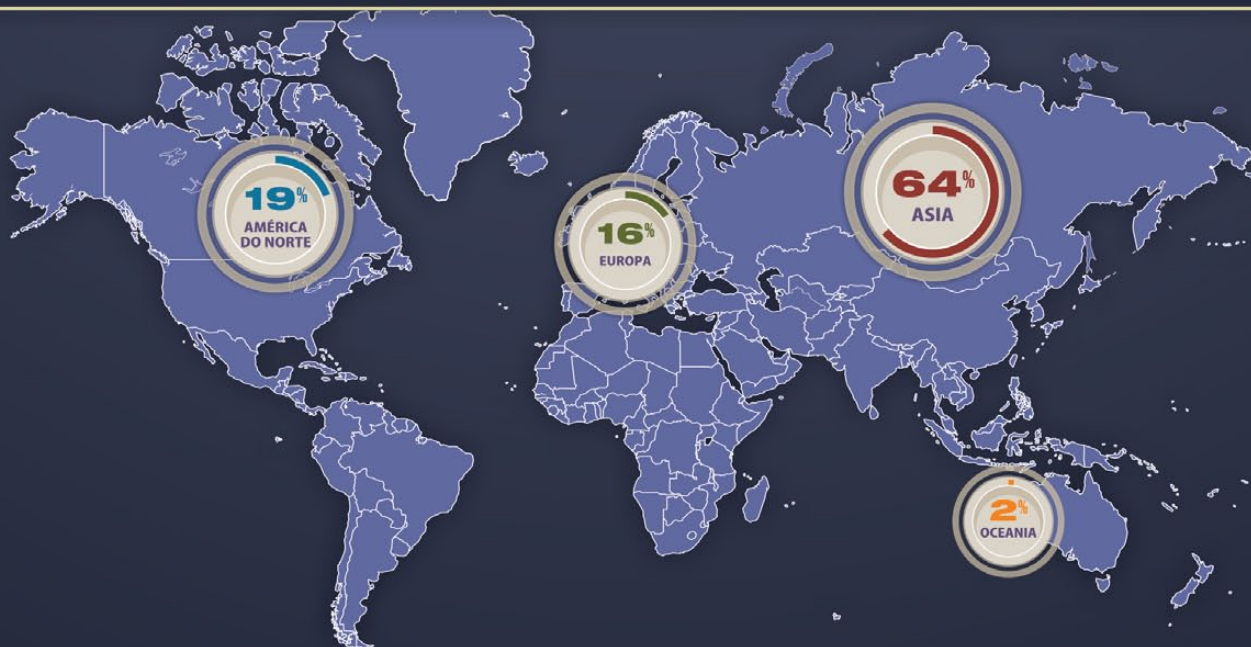 19%
AMÉRICA
DO NORTE
16%
EUROPA
64%
ASIA
2%
OCEANIA